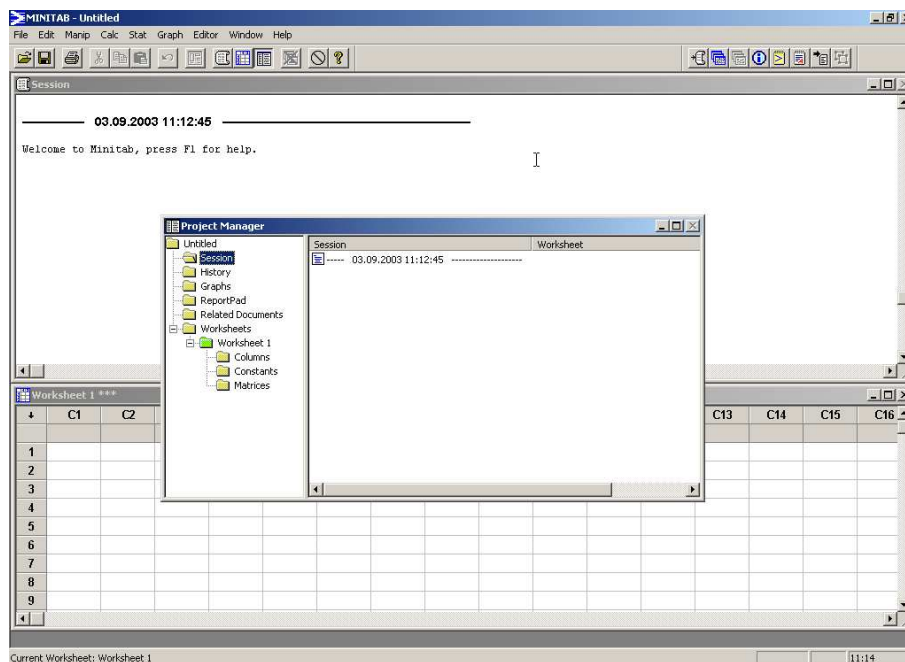 MINITAB - Untitled
File Edit Manip Calc Stat Graph Editor Window Help
Session
03.09.2003 11:12:45
Welcome to Minitab, press F1 for help.
Project Manager
Untitled
Session
History
Graphs
ReportPad
Related Documents
Worksheets
Worksheet 1
Columns
Constants
Matrices
Session Worksheet
----- 03.09.2003 11:12:45 --------------------
Worksheet 1 ***
C1 C2 C13 C14 C15 C16
1
2
3
4
5
6
7
8
9
Current Worksheet: Worksheet 1 11:14